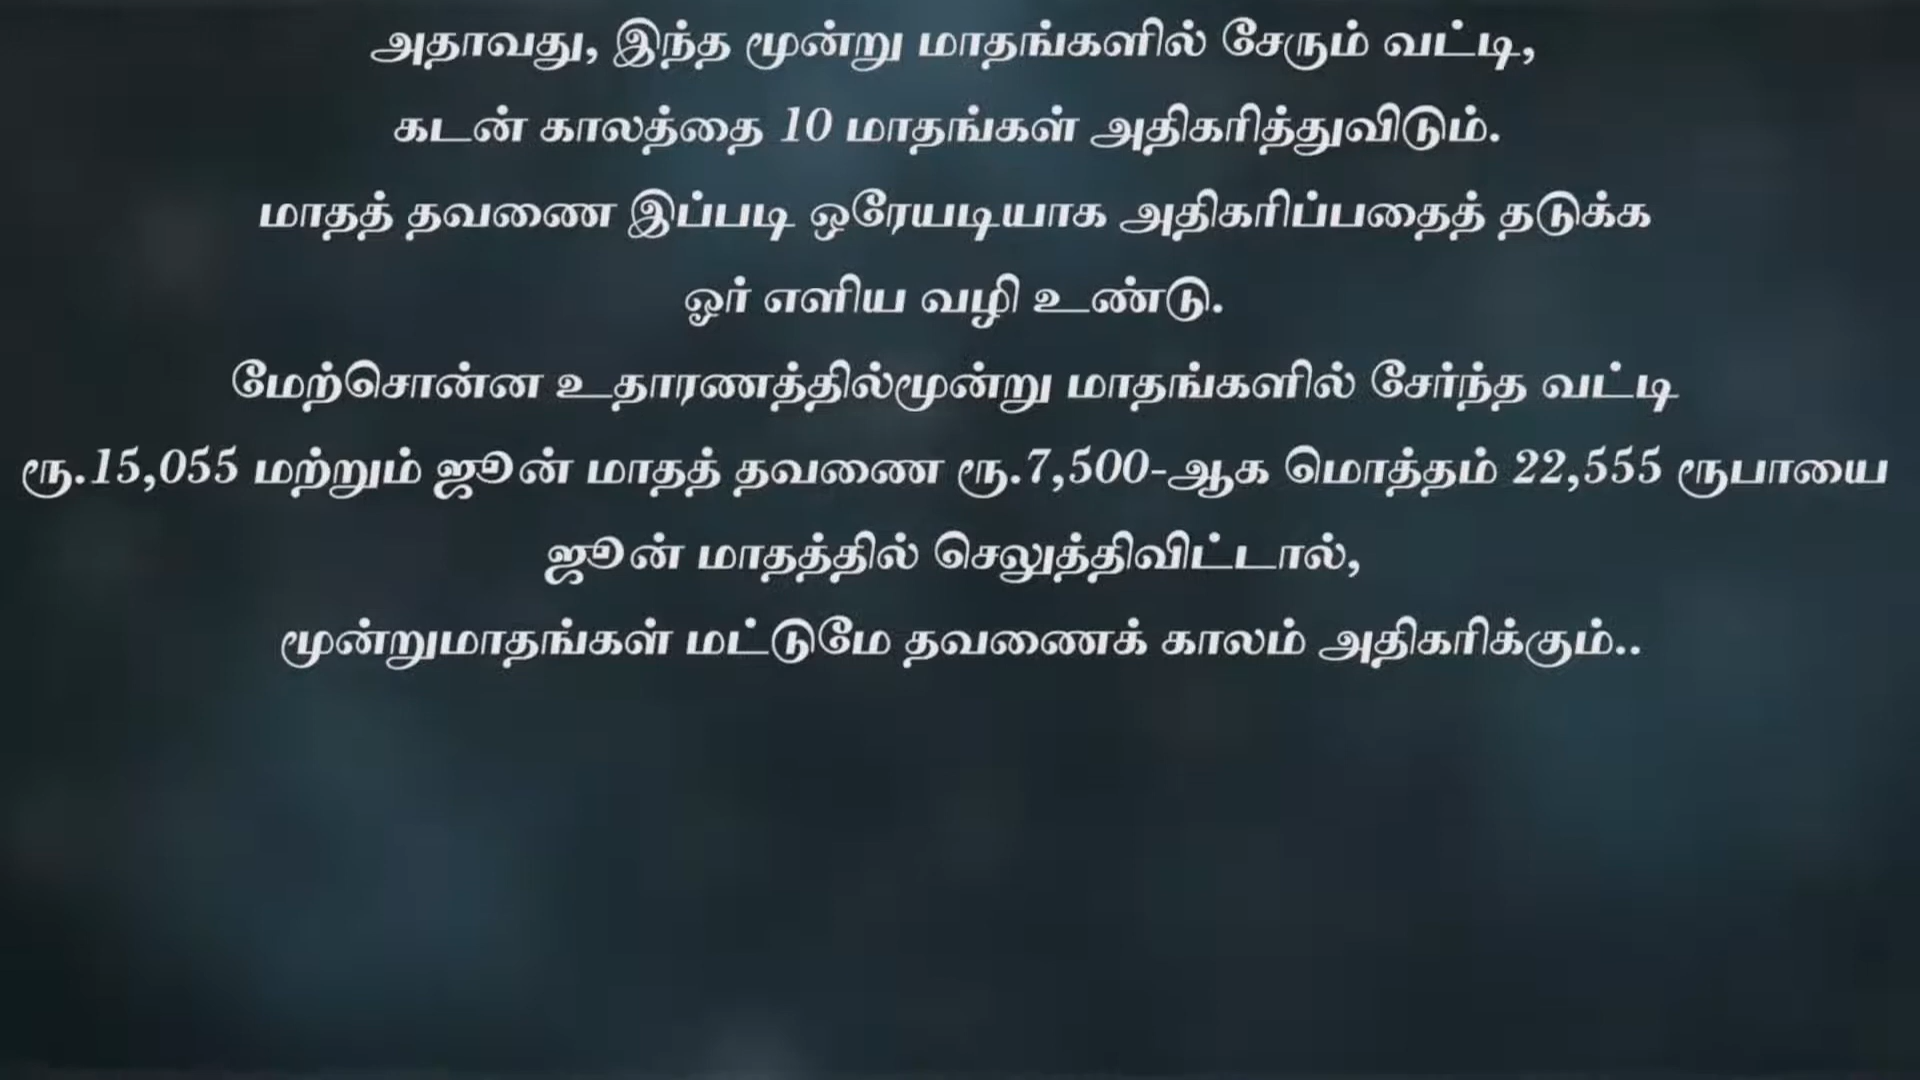 அதாவது, இந்த மூன்று மாதங்களில் சேரும் வட்டி,
கடன் காலத்தை 10 மாதங்கள் அதிகரித்துவிடும்.
மாதத் தவணை இப்படி ஒரேயடியாக அதிகரிப்பதைத் தடுக்க
ஓர் எளிய வழி உண்டு.
மேற்சொன்ன உதாரணத்தில்மூன்று மாதங்களில் சேர்ந்த வட்டி
ரூ.15,055 மற்றும் ஜூன் மாதத் தவணை ரூ.7,500-ஆக மொத்தம் 22,555 ரூபாயை
ஜூன் மாதத்தில் செலுத்திவிட்டால்,
மூன்றுமாதங்கள் மட்டுமே தவணைக் காலம் அதிகரிக்கும்..